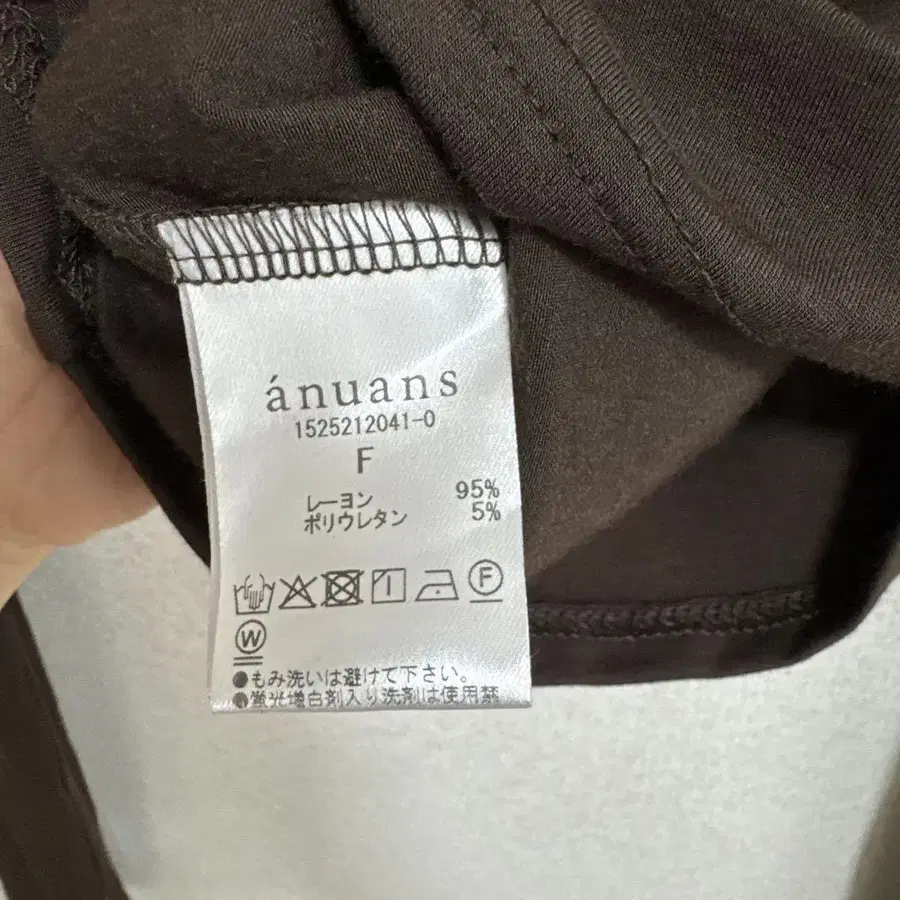 ánuans
1525212041-0
F
レーヨン 95%
ポリウレタン 5%
F
W
●もみ洗いは避けて下さい。
●蛍光増白剤入り洗剤は使用禁